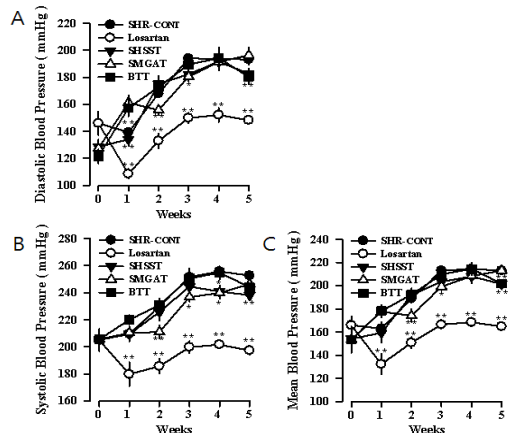 A
Diastolic Blood Pressure (mmHg)
220
200
180
160
140
120
100
SHR-CONT
Losartan
SHSST
SMGAT
BTT
**
**
**
**
*
**
**
**
**
0 1 2 3 4 5
Weeks
B
Systolic Blood Pressure (mmHg)
280
260
240
220
200
180
160
SHR-CONT
Losartan
SHSST
SMGAT
BTT
**
**
**
*
**
*
**
**
**
0 1 2 3 4 5
Weeks
C
Mean Blood Pressure (mmHg)
240
220
200
180
160
140
120
100
SHR-CONT
Losartan
SHSST
SMGAT
BTT
**
**
**
*
**
**
**
**
0 1 2 3 4 5
Weeks